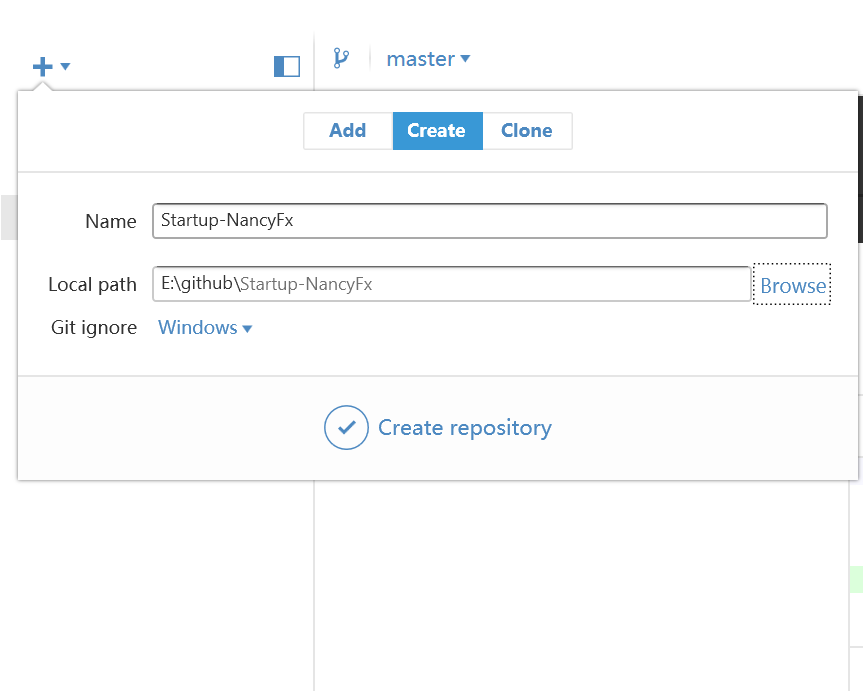 master
Add Create Clone
Name Startup-NancyFx
Local path E:\github\Startup-NancyFx Browse
Git ignore Windows
Create repository